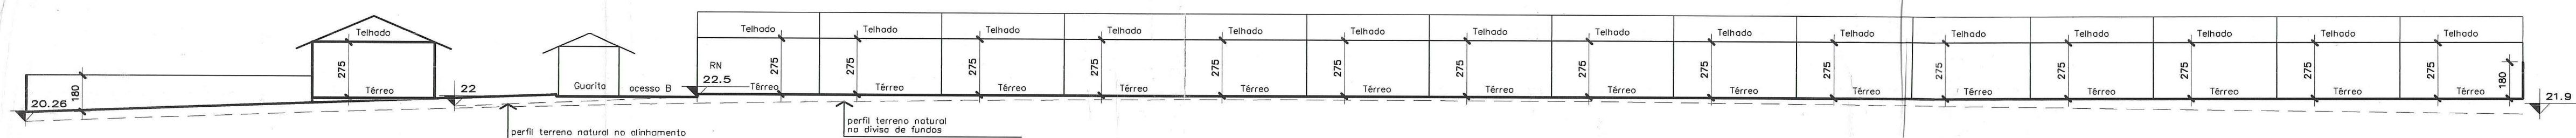 Telhado
275
Térreo
180
20.26
22
Guarita
acesso B
RN
22.5
Telhado
275
Térreo
Telhado
275
Térreo
Telhado
275
Térreo
Telhado
275
Térreo
Telhado
275
Térreo
Telhado
275
Térreo
Telhado
275
Térreo
Telhado
275
Térreo
Telhado
275
Térreo
Telhado
275
Térreo
Telhado
275
Térreo
Telhado
275
Térreo
Telhado
275
Térreo
Telhado
275
Térreo
Telhado
275
Térreo
180
21.9
perfil terreno natural no alinhamento
perfil terreno natural
na divisa de fundos